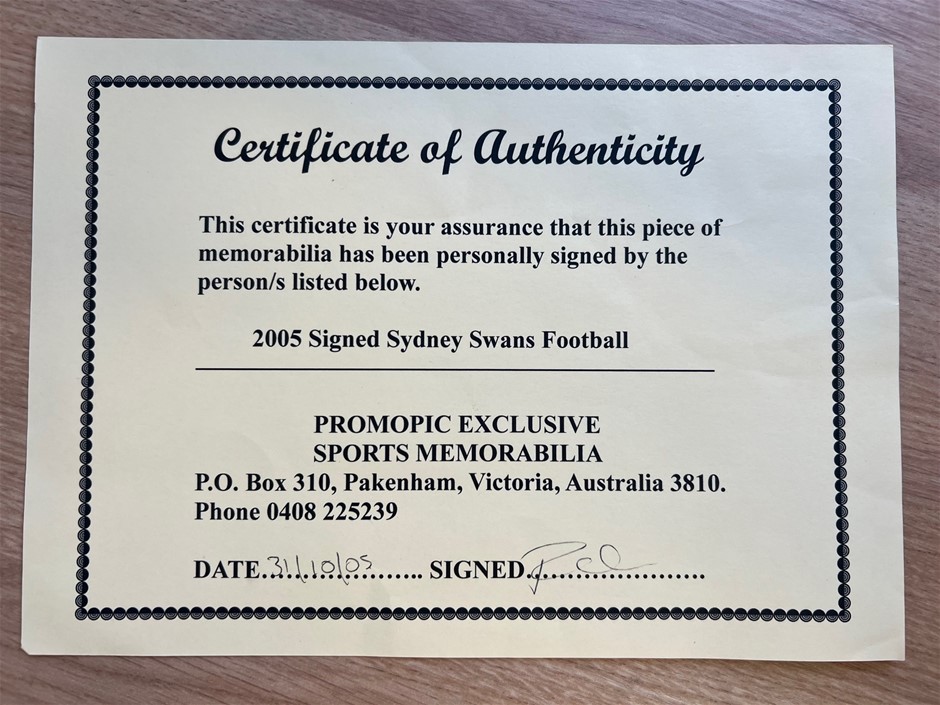 Certificate of Authenticity
This certificate is your assurance that this piece of
memorabilia has been personally signed by the
person/s listed below.
2005 Signed Sydney Swans Football
PROMOPIC EXCLUSIVE
SPORTS MEMORABILIA
P.O. Box 310, Pakenham, Victoria, Australia 3810.
Phone 0408 225239
DATE..31/10/05.. SIGNED........